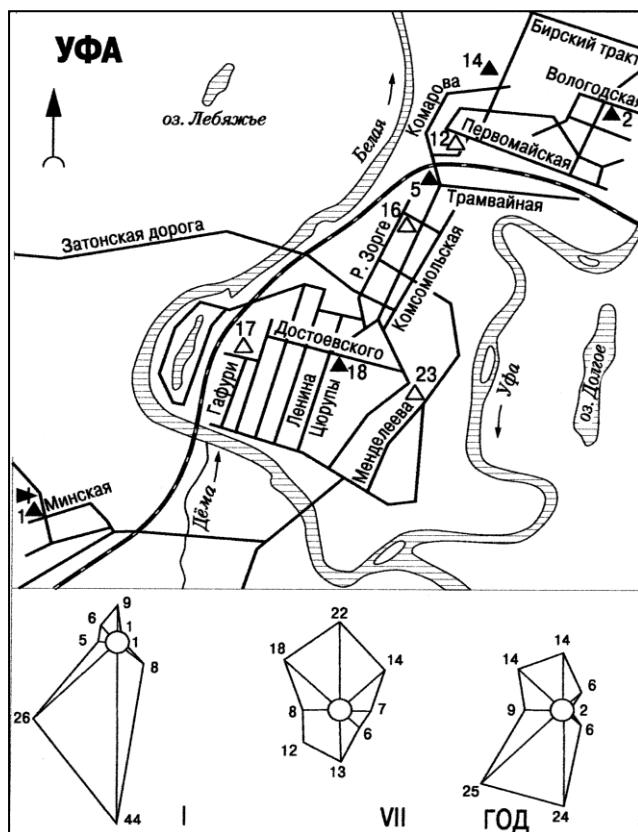 УФА
Бирский тракт
14
Вологодская
оз. Лебяжье
Комарова
2
Белая
12
Первомайская
5
Трамвайная
16
Затонская дорога
Р. Зорге
Комсомольская
17
Достоевского
18
23
Гафури
Ленина
Цюрупы
Менделеева
Уфа
оз. Долгое
1
Минская
Дёма
9
6
1
5
1
8
26
44
I
22
18
14
8
7
6
12
13
VII
14
14
6
9
2
6
25
24
ГОД